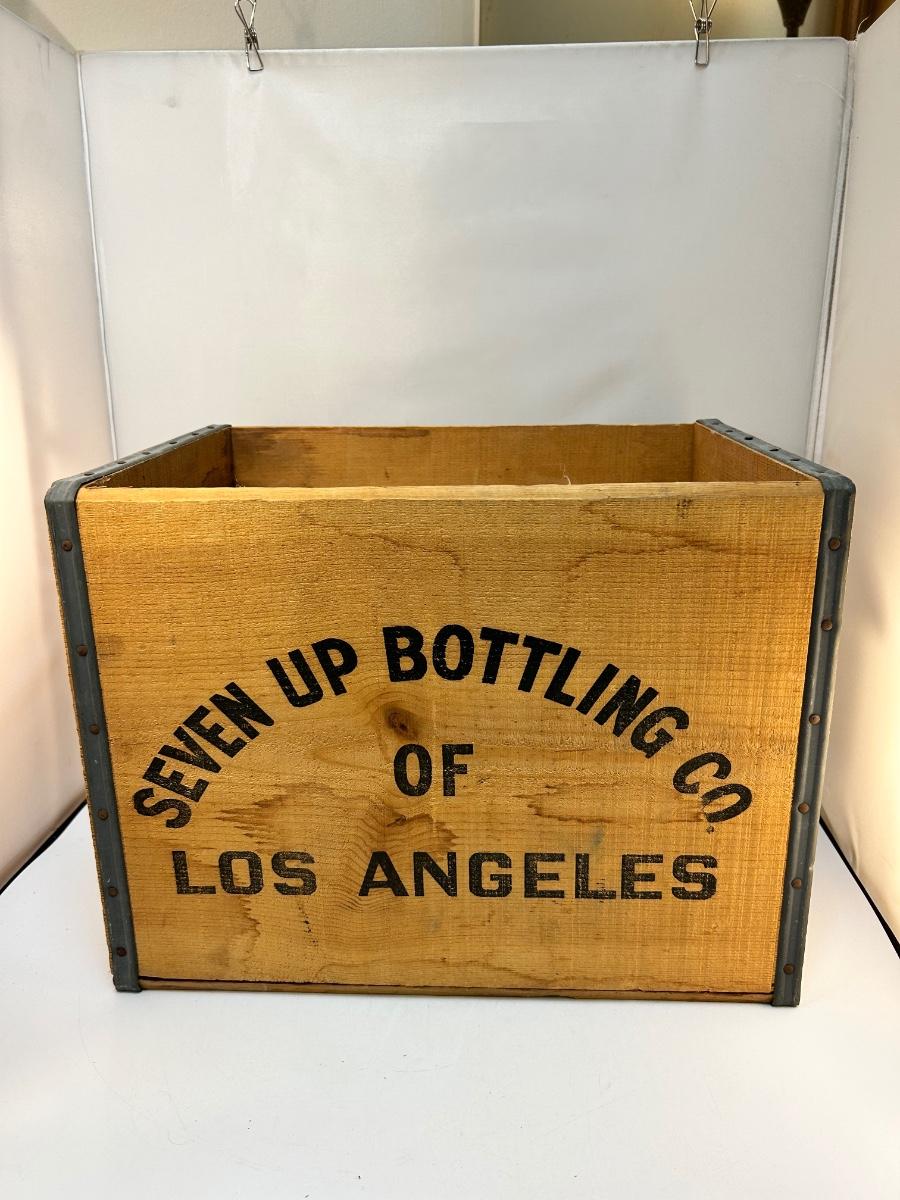 SEVEN UP BOTTLING CO.
OF
LOS ANGELES